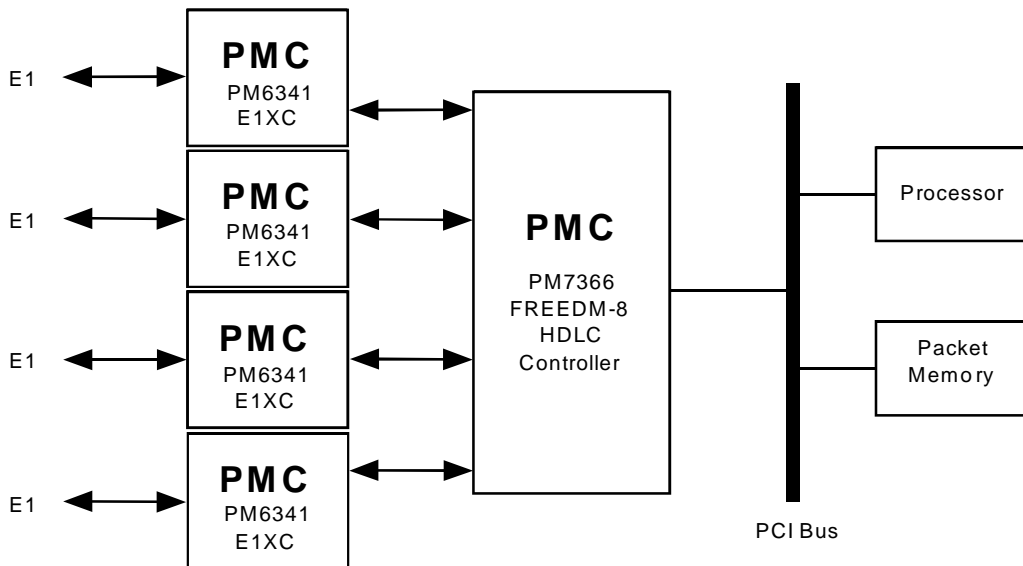 E1
PMC
PM6341
E1XC
E1
PMC
PM6341
E1XC
E1
PMC
PM6341
E1XC
E1
PMC
PM6341
E1XC
PMC
PM7366
FREEDM-8
HDLC
Controller
PCI Bus
Processor
Packet
Memory